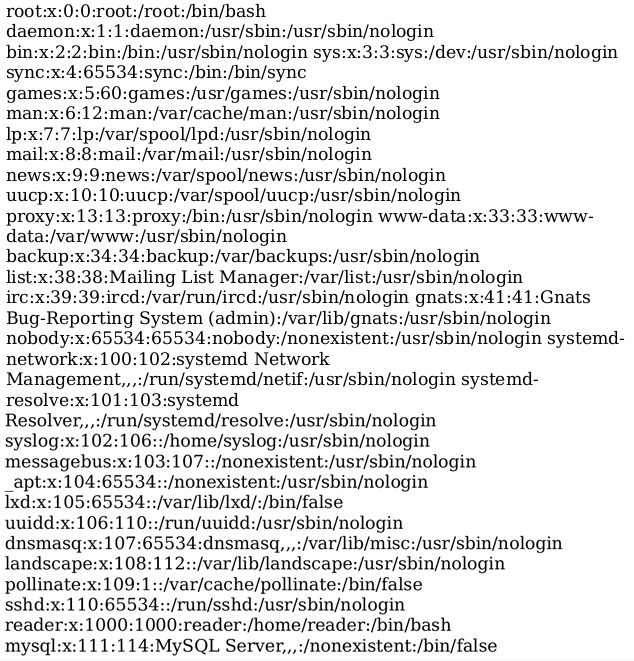 root:x:0:0:root:/root:/bin/bash
daemon:x:1:1:daemon:/usr/sbin:/usr/sbin/nologin
bin:x:2:2:bin:/bin:/usr/sbin/nologin sys:x:3:3:sys:/dev:/usr/sbin/nologin
sync:x:4:65534:sync:/bin:/bin/sync
games:x:5:60:games:/usr/games:/usr/sbin/nologin
man:x:6:12:man:/var/cache/man:/usr/sbin/nologin
lp:x:7:7:lp:/var/spool/lpd:/usr/sbin/nologin
mail:x:8:8:mail:/var/mail:/usr/sbin/nologin
news:x:9:9:news:/var/spool/news:/usr/sbin/nologin
uucp:x:10:10:uucp:/var/spool/uucp:/usr/sbin/nologin
proxy:x:13:13:proxy:/bin:/usr/sbin/nologin www-data:x:33:33:www-
data:/var/www:/usr/sbin/nologin
backup:x:34:34:backup:/var/backups:/usr/sbin/nologin
list:x:38:38:Mailing List Manager:/var/list:/usr/sbin/nologin
irc:x:39:39:ircd:/var/run/ircd:/usr/sbin/nologin gnats:x:41:41:Gnats
Bug-Reporting System (admin):/var/lib/gnats:/usr/sbin/nologin
nobody:x:65534:65534:nobody:/nonexistent:/usr/sbin/nologin systemd-
network:x:100:102:systemd Network
Management,,,:/run/systemd/netif:/usr/sbin/nologin systemd-
resolve:x:101:103:systemd
Resolver,,,:/run/systemd/resolve:/usr/sbin/nologin
syslog:x:102:106::/home/syslog:/usr/sbin/nologin
messagebus:x:103:107::/nonexistent:/usr/sbin/nologin
_apt:x:104:65534::/nonexistent:/usr/sbin/nologin
lxd:x:105:65534::/var/lib/lxd/:/bin/false
uuidd:x:106:110::/run/uuidd:/usr/sbin/nologin
dnsmasq:x:107:65534:dnsmasq,,,:/var/lib/misc:/usr/sbin/nologin
landscape:x:108:112::/var/lib/landscape:/usr/sbin/nologin
pollinate:x:109:1::/var/cache/pollinate:/bin/false
sshd:x:110:65534::/run/sshd:/usr/sbin/nologin
reader:x:1000:1000:reader:/home/reader:/bin/bash
mysql:x:111:114:MySQL Server,,,:/nonexistent:/bin/false